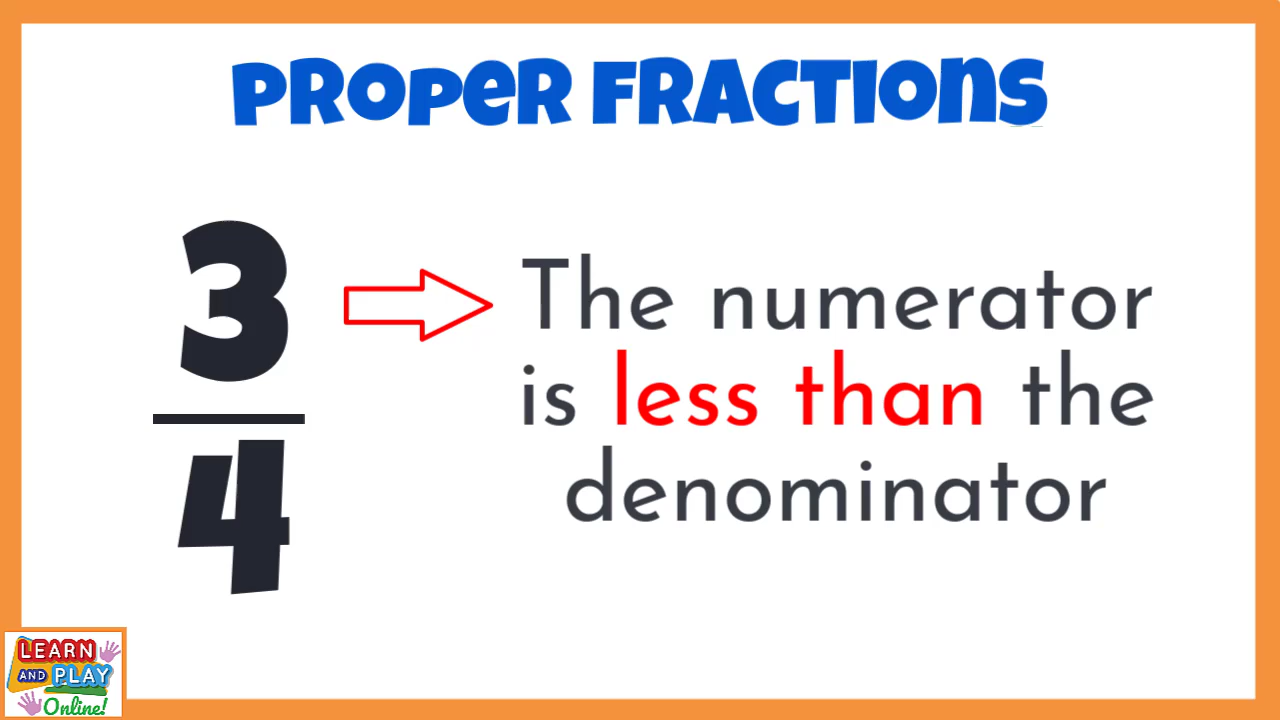 PROPER FRACTIONS
3
4
The numerator
is less than the
denominator
LEARN
AND PLAY
Online!